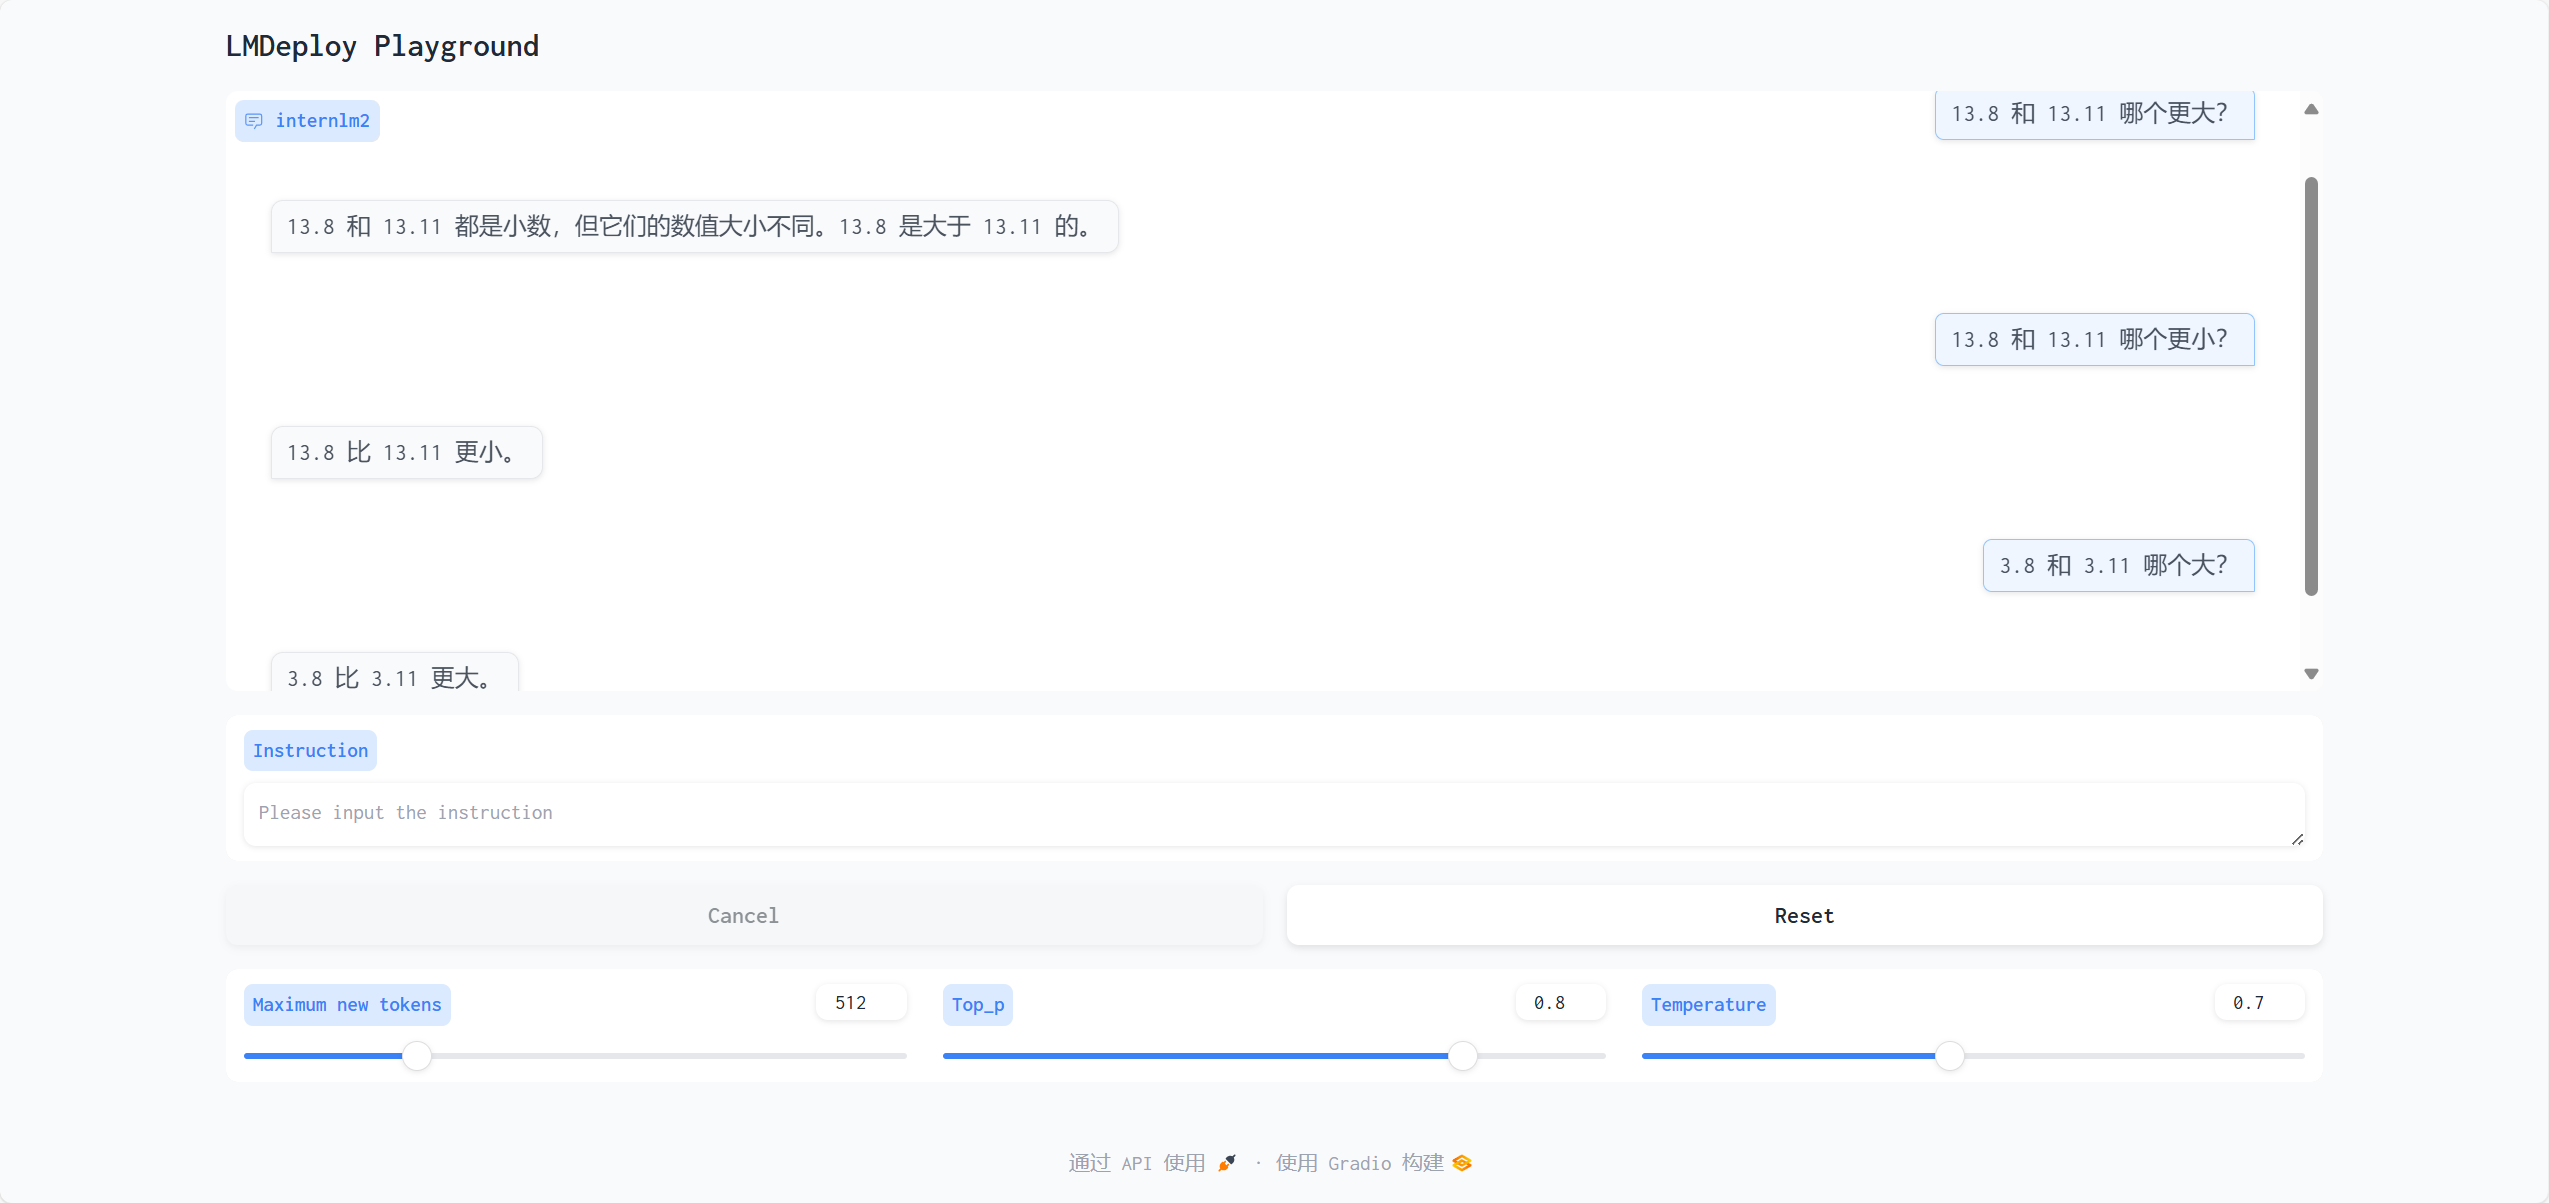 LMDeploy Playground
internlm2
13.8 和 13.11 哪个更大？
13.8 和 13.11 都是小数，但它们的数值大小不同。13.8 是大于 13.11 的。
13.8 和 13.11 哪个更小？
13.8 比 13.11 更小。
3.8 和 3.11 哪个大？
3.8 比 3.11 更大。
Instruction
Please input the instruction
Cancel
Reset
Maximum new tokens
512
Top_p
0.8
Temperature
0.7
通过 API 使用 · 使用 Gradio 构建